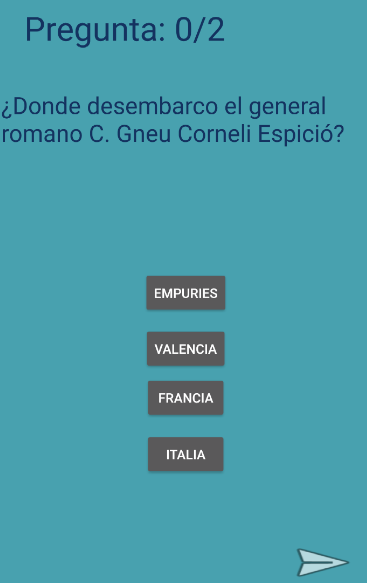 Pregunta: 0/2
¿Donde desembarco el general
romano C. Gneu Corneli Espició?
EMPURIES
VALENCIA
FRANCIA
ITALIA